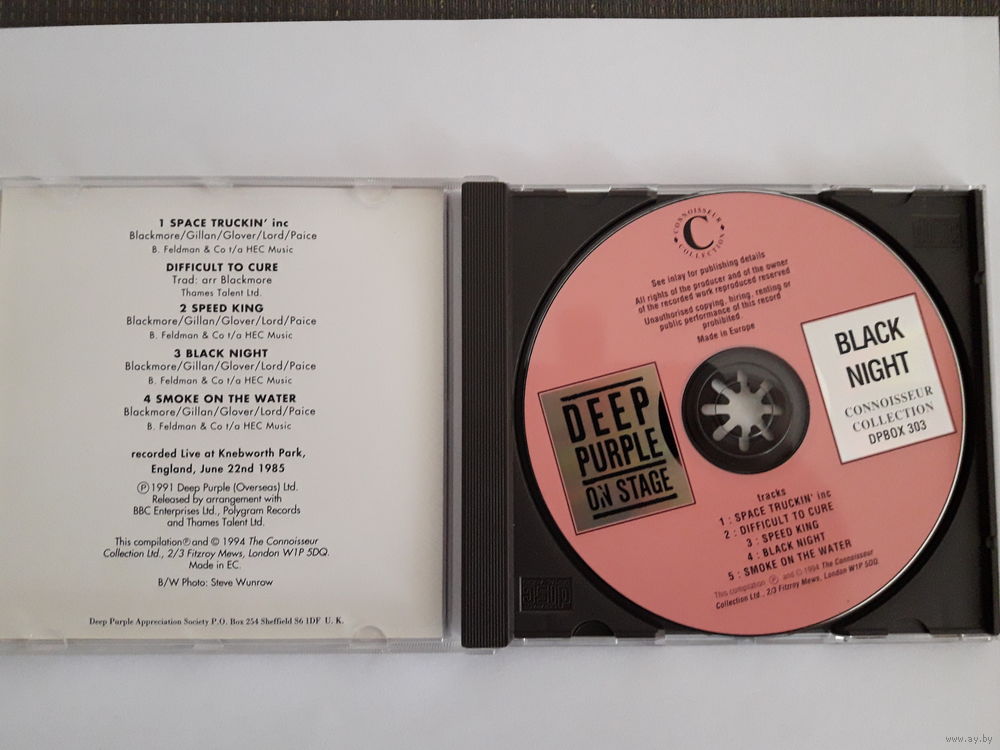 1 SPACE TRUCKIN' inc
Blackmore/Gillan/Glover/Lord/Paice
B. Feldman & Co t/a HEC Music
DIFFICULT TO CURE
Trad: arr Blackmore
Thames Talent Ltd.
2 SPEED KING
Blackmore/Gillan/Glover/Lord/Paice
B. Feldman & Co t/a HEC Music
3 BLACK NIGHT
Blackmore/Gillan/Glover/Lord/Paice
B. Feldman & Co t/a HEC Music
4 SMOKE ON THE WATER
Blackmore/Gillan/Glover/Lord/Paice
B. Feldman & Co t/a HEC Music
recorded Live at Knebworth Park,
England, June 22nd 1985
Ⓟ 1991 Deep Purple (Overseas) Ltd.
Released by arrangement with
BBC Enterprises Ltd., Polygram Records
and Thames Talent Ltd.
This compilation Ⓟ and © 1994 The Connoisseur
Collection Ltd., 2/3 Fitzroy Mews, London W1P 5DQ.
Made in EC.
B/W Photo: Steve Wunrow
Deep Purple Appreciation Society P.O. Box 254 Sheffield S6 1DF U. K.
CONNOISSEUR
C
COLLECTION
See inlay for publishing details
All rights of the producer and of the owner
of the recorded work reproduced reserved
Unauthorised copying, hiring, renting or
public performance of this record
prohibited.
Made in Europe
DEEP
PURPLE
ON STAGE
BLACK
NIGHT
CONNOISSEUR
COLLECTION
DPBOX 303
tracks
1 : SPACE TRUCKIN' inc
2 : DIFFICULT TO CURE
3 : SPEED KING
4 : BLACK NIGHT
5 : SMOKE ON THE WATER
This compilation Ⓟ and © 1994 The Connoisseur
Collection Ltd., 2/3 Fitzroy Mews, London W1P 5DQ.
www.ay.by